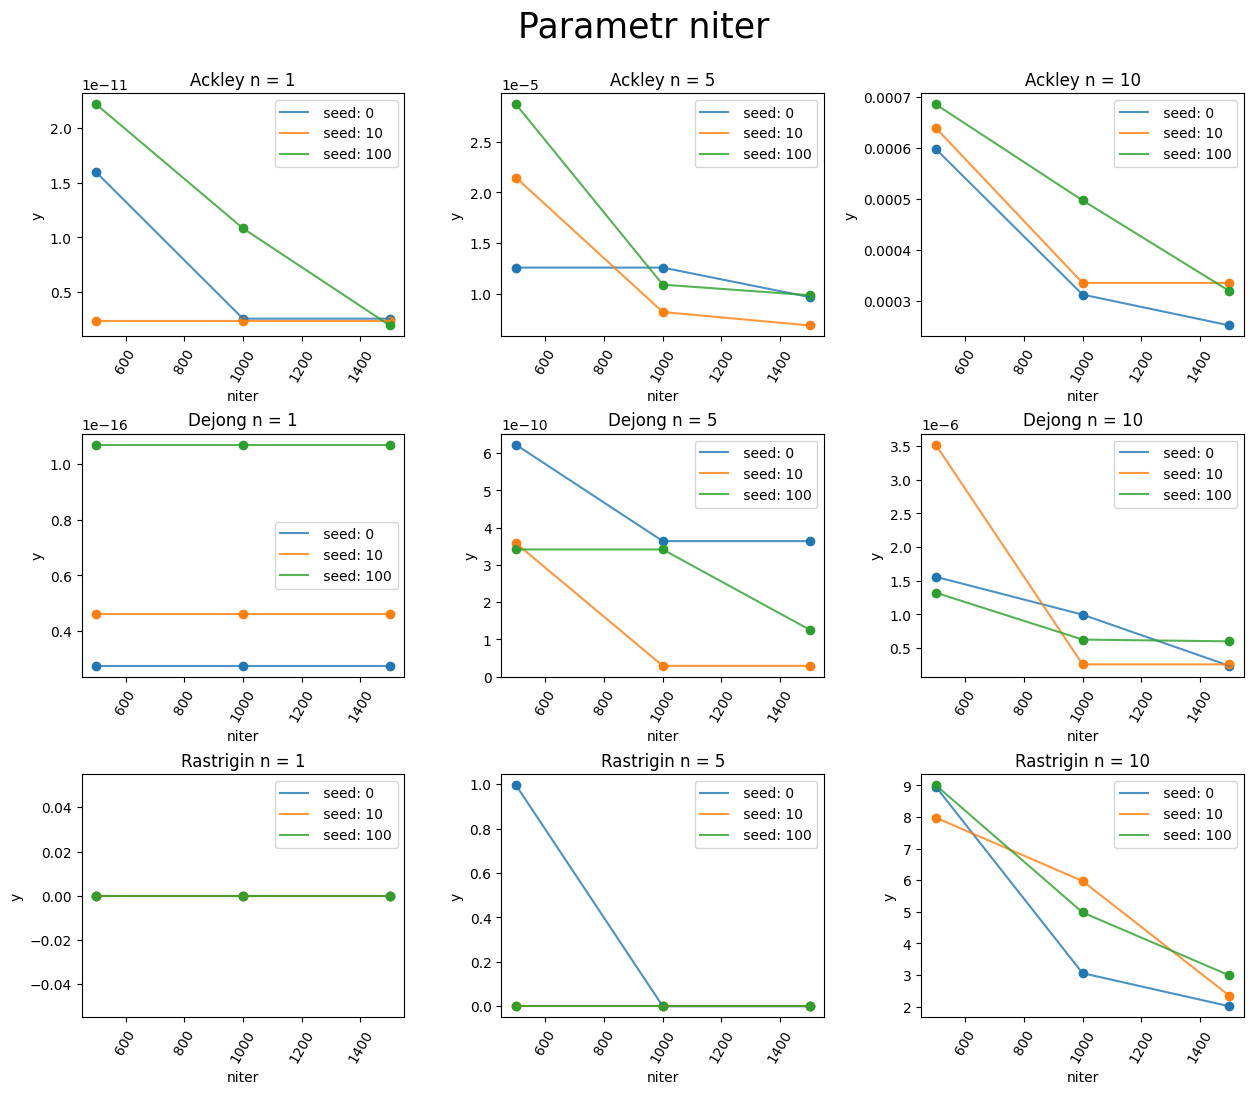 Parametr niter
Ackley n = 1
1e−11
2.0
1.5
1.0
0.5
y
seed: 0
seed: 10
seed: 100
600
800
1000
1200
1400
niter
Ackley n = 5
1e−5
2.5
2.0
1.5
1.0
y
seed: 0
seed: 10
seed: 100
600
800
1000
1200
1400
niter
Ackley n = 10
0.0007
0.0006
0.0005
0.0004
0.0003
y
seed: 0
seed: 10
seed: 100
600
800
1000
1200
1400
niter
Dejong n = 1
1e−16
1.0
0.8
0.6
0.4
y
seed: 0
seed: 10
seed: 100
600
800
1000
1200
1400
niter
Dejong n = 5
1e−10
6
5
4
3
2
1
0
y
seed: 0
seed: 10
seed: 100
600
800
1000
1200
1400
niter
Dejong n = 10
1e−6
3.5
3.0
2.5
2.0
1.5
1.0
0.5
y
seed: 0
seed: 10
seed: 100
600
800
1000
1200
1400
niter
Rastrigin n = 1
0.04
0.02
0.00
−0.02
−0.04
y
seed: 0
seed: 10
seed: 100
600
800
1000
1200
1400
niter
Rastrigin n = 5
1.0
0.8
0.6
0.4
0.2
0.0
y
seed: 0
seed: 10
seed: 100
600
800
1000
1200
1400
niter
Rastrigin n = 10
9
8
7
6
5
4
3
2
y
seed: 0
seed: 10
seed: 100
600
800
1000
1200
1400
niter